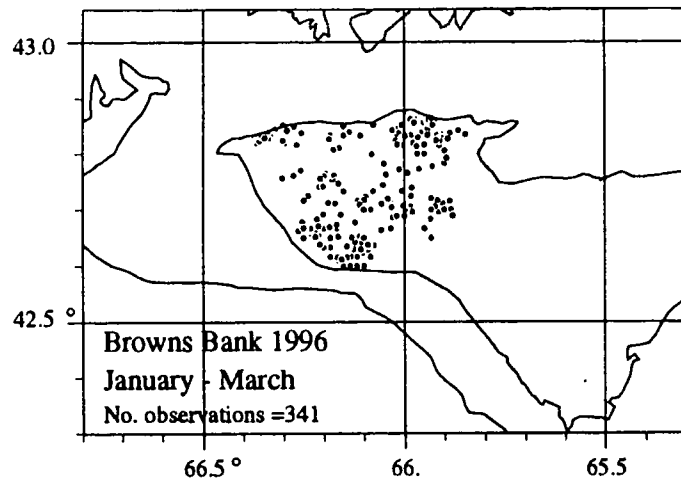 43.0
42.5°
Browns Bank 1996
January - March
No. observations =341
66.5° 66. 65.5